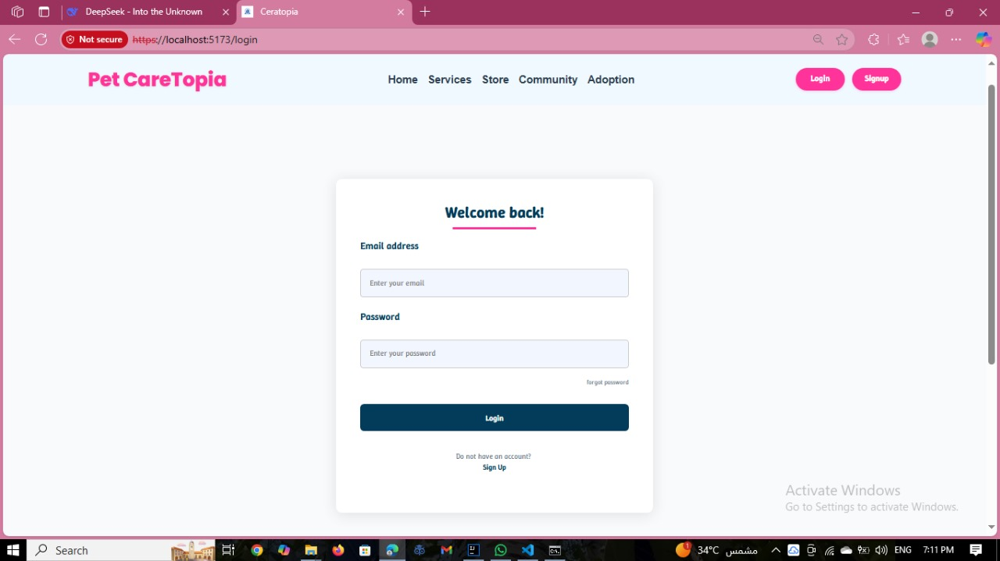 DeepSeek - Into the Unknown
Ceratopia
Not secure
https://localhost:5173/login
Pet CareTopia
Home Services Store Community Adoption
Login Signup
Welcome back!
Email address
Enter your email
Password
Enter your password
forgot password
Login
Do not have an account?
Sign Up
Activate Windows
Go to Settings to activate Windows.
Search
1
34°C مشمس
ENG
7:11 PM